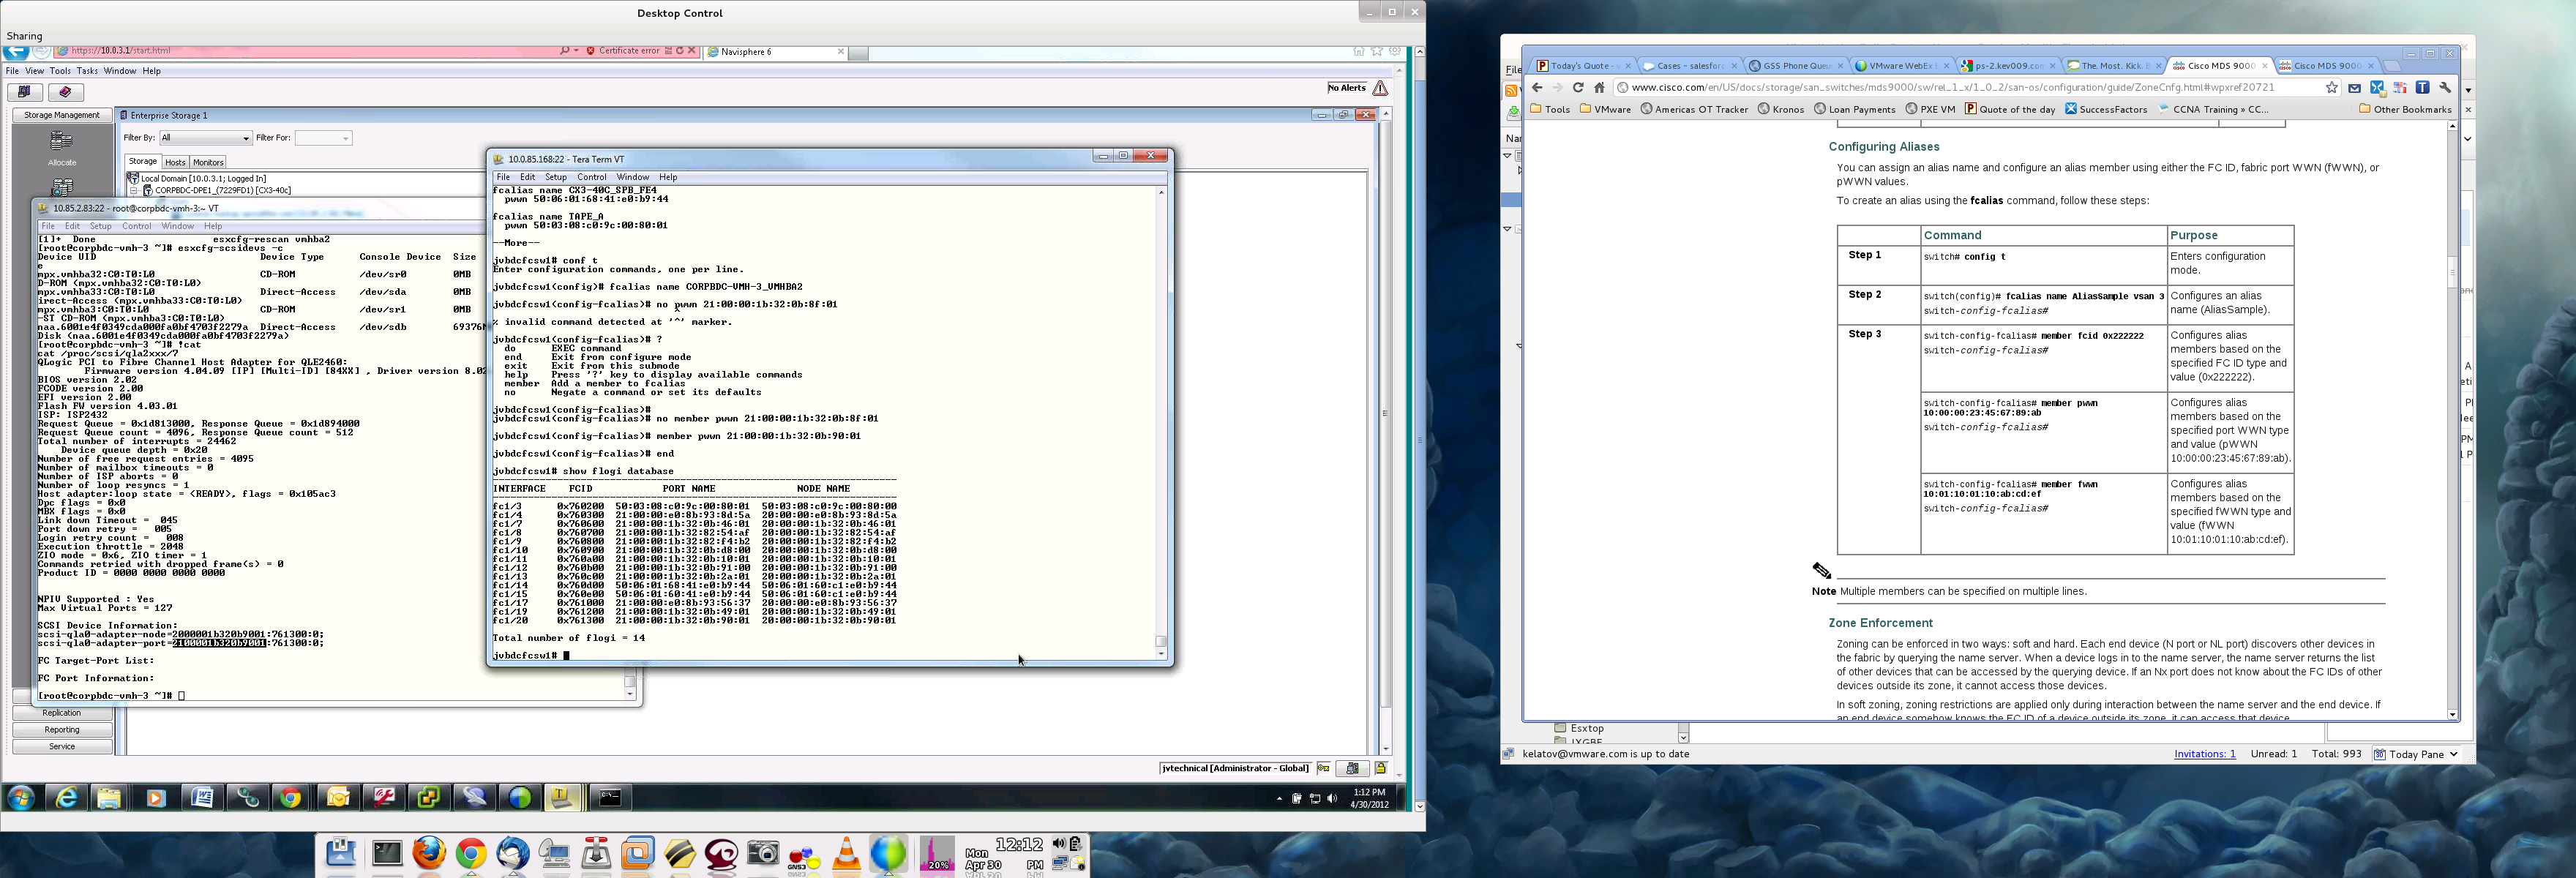 Desktop Control
Sharing
https://10.0.3.1/start.html
Certificate error
Navisphere 6
File View Tools Tasks Window Help
No Alerts
Storage Management
Enterprise Storage 1
Filter By: All Filter For:
Allocate
Storage Hosts Monitors
Local Domain [10.0.3.1; Logged In]
CORPBDC-DPE1_(7229FD1) [CX3-40c]
10.85.2.83:22 - root@corpbdc-vmh-3:~ VT
File Edit Setup Control Window Help
[1]+ Done esxcfg-rescan vmhba2
[root@corpbdc-vmh-3 ~]# esxcfg-scsidevs -c
Device UID Device Type Console Device Size
e
mpx.vmhba32:C0:T0:L0 CD-ROM /dev/sr0 0MB
D-ROM (mpx.vmhba32:C0:T0:L0)
mpx.vmhba33:C0:T0:L0 Direct-Access /dev/sda 0MB
irect-Access (mpx.vmhba33:C0:T0:L0)
mpx.vmhba3:C0:T0:L0 CD-ROM /dev/sr1 0MB
-ST CD-ROM (mpx.vmhba3:C0:T0:L0)
naa.6001e4f0349cda000fa0bf4703f2279a Direct-Access /dev/sdb 69376M
Disk (naa.6001e4f0349cda000fa0bf4703f2279a)
[root@corpbdc-vmh-3 ~]# !cat
cat /proc/scsi/qla2xxx/7
QLogic PCI to Fibre Channel Host Adapter for QLE2460:
Firmware version 4.04.09 [IP] [Multi-ID] [84XX] , Driver version 8.02
BIOS version 2.02
FCODE version 2.00
EFI version 2.00
Flash FW version 4.03.01
ISP: ISP2432
Request Queue = 0x1d813000, Response Queue = 0x1d894000
Request Queue count = 4096, Response Queue count = 512
Total number of interrupts = 24462
Device queue depth = 0x20
Number of free request entries = 4095
Number of mailbox timeouts = 0
Number of ISP aborts = 0
Number of loop resyncs = 1
Host adapter:loop state = <READY>, flags = 0x105ac3
Dpc flags = 0x0
MBX flags = 0x0
Link down Timeout = 045
Port down retry = 005
Login retry count = 008
Execution throttle = 2048
ZIO mode = 0x6, ZIO timer = 1
Commands retried with dropped frame(s) = 0
Product ID = 0000 0000 0000 0000
NPIV Supported : Yes
Max Virtual Ports = 127
SCSI Device Information:
scsi-qla0-adapter-node=2000001b320b9001:761300:0;
scsi-qla0-adapter-port=2100001b320b9001:761300:0;
FC Target-Port List:
FC Port Information:
[root@corpbdc-vmh-3 ~]#
Replication
Reporting
Service
10.0.85.168:22 - Tera Term VT
File Edit Setup Control Window Help
fcalias name CX3-40C_SPB_FE4
pwwn 50:06:01:68:41:e0:b9:44
fcalias name TAPE_A
pwwn 50:03:08:c0:9c:00:80:01
--More--
jvbdcfcsw1# conf t
Enter configuration commands, one per line.
jvbdcfcsw1(config)# fcalias name CORPBDC-VMH-3_VMHBA2
jvbdcfcsw1(config-fcalias)# no pwwn 21:00:00:1b:32:0b:8f:01
^
% invalid command detected at '^' marker.
jvbdcfcsw1(config-fcalias)# ?
do EXEC command
end Exit from configure mode
exit Exit from this submode
help Press '?' key to display available commands
member Add a member to fcalias
no Negate a command or set its defaults
jvbdcfcsw1(config-fcalias)#
jvbdcfcsw1(config-fcalias)# no member pwwn 21:00:00:1b:32:0b:8f:01
jvbdcfcsw1(config-fcalias)# member pwwn 21:00:00:1b:32:0b:90:01
jvbdcfcsw1(config-fcalias)# end
jvbdcfcsw1# show flogi database
INTERFACE FCID PORT NAME NODE NAME
fc1/3 0x760200 50:03:08:c0:9c:00:80:01 50:03:08:c0:9c:00:80:00
fc1/4 0x760300 21:00:00:e0:8b:93:8d:5a 20:00:00:e0:8b:93:8d:5a
fc1/7 0x760600 21:00:00:1b:32:0b:46:01 20:00:00:1b:32:0b:46:01
fc1/8 0x760700 21:00:00:1b:32:82:54:af 20:00:00:1b:32:82:54:af
fc1/9 0x760800 21:00:00:1b:32:82:f4:b2 20:00:00:1b:32:82:f4:b2
fc1/10 0x760900 21:00:00:1b:32:0b:d8:00 20:00:00:1b:32:0b:d8:00
fc1/11 0x760a00 21:00:00:1b:32:0b:10:01 20:00:00:1b:32:0b:10:01
fc1/12 0x760b00 21:00:00:1b:32:0b:91:00 20:00:00:1b:32:0b:91:00
fc1/13 0x760c00 21:00:00:1b:32:0b:2a:01 20:00:00:1b:32:0b:2a:01
fc1/14 0x760d00 50:06:01:68:41:e0:b9:44 50:06:01:60:c1:e0:b9:44
fc1/15 0x760e00 50:06:01:60:41:e0:b9:44 50:06:01:60:c1:e0:b9:44
fc1/17 0x761000 21:00:00:e0:8b:93:56:37 20:00:00:e0:8b:93:56:37
fc1/19 0x761200 21:00:00:1b:32:0b:49:01 20:00:00:1b:32:0b:49:01
fc1/20 0x761300 21:00:00:1b:32:0b:90:01 20:00:00:1b:32:0b:90:01
Total number of flogi = 14
jvbdcfcsw1#
jvtechnical [Administrator - Global]
1:12 PM
4/30/2012
GNS3
20%
Mon
Apr 30
12:12
PM
Today's Quote - Cases - salesforc GSS Phone Queu VMware WebEx E ps-2.kev009.com The. Most. Kick. Cisco MDS 9000 Cisco MDS 9000
www.cisco.com/en/US/docs/storage/san_switches/mds9000/sw/rel_1_x/1_0_2/san-os/configuration/guide/ZoneCnfg.html#wpxref20721
Tools VMware Americas OT Tracker Kronos Loan Payments PXE VM Quote of the day SuccessFactors CCNA Training » CC... Other Bookmarks
Configuring Aliases
You can assign an alias name and configure an alias member using either the FC ID, fabric port WWN (fWWN), or
pWWN values.
To create an alias using the fcalias command, follow these steps:
Command Purpose
Step 1 switch# config t Enters configuration
mode.
Step 2 switch(config)# fcalias name AliasSample vsan 3 Configures an alias
switch-config-fcalias# name (AliasSample).
Step 3 switch-config-fcalias# member fcid 0x222222 Configures alias
switch-config-fcalias# members based on the
specified FC ID type and
value (0x222222).
switch-config-fcalias# member pwwn Configures alias
10:00:00:23:45:67:89:ab members based on the
switch-config-fcalias# specified port WWN type
and value (pWWN
10:00:00:23:45:67:89:ab).
switch-config-fcalias# member fwwn Configures alias
10:01:10:01:10:ab:cd:ef members based on the
switch-config-fcalias# specified fWWN type and
value (fWWN
10:01:10:01:10:ab:cd:ef).
Note Multiple members can be specified on multiple lines.
Zone Enforcement
Zoning can be enforced in two ways: soft and hard. Each end device (N port or NL port) discovers other devices in
the fabric by querying the name server. When a device logs in to the name server, the name server returns the list
of other devices that can be accessed by the querying device. If an Nx port does not know about the FC IDs of other
devices outside its zone, it cannot access those devices.
In soft zoning, zoning restrictions are applied only during interaction between the name server and the end device. If
an end device somehow knows the FC ID of a device outside its zone, it can access that device.
Esxtop
IXGBE
kelatov@vmware.com is up to date
Invitations: 1 Unread: 1 Total: 993 Today Pane